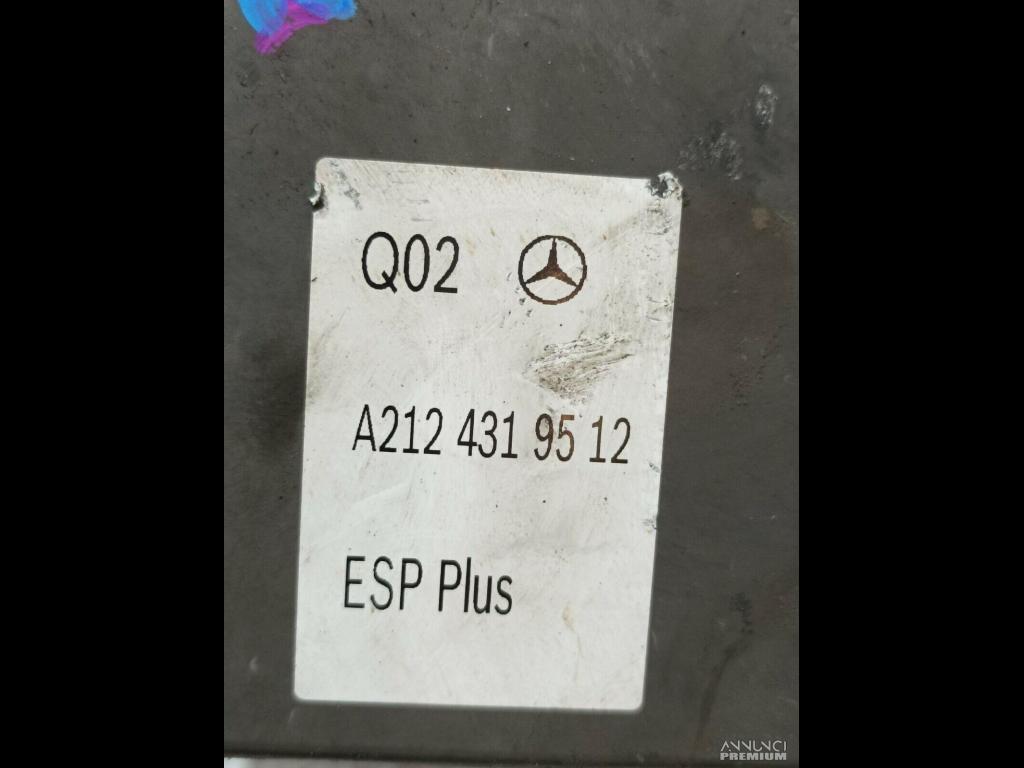 Q02
A212 431 95 12
ESP Plus
ANNUNCI
PREMIUM